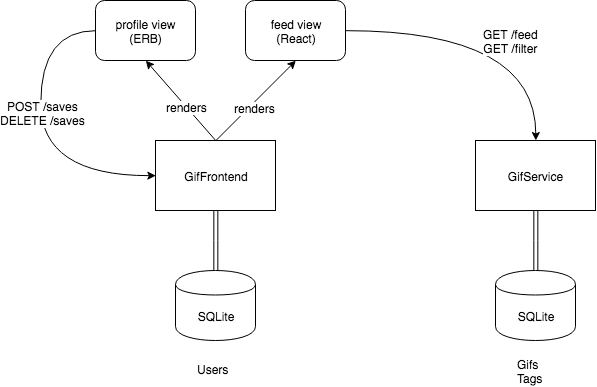 profile view
(ERB)
feed view
(React)
GET /feed
GET /filter
POST /saves
DELETE /saves
renders
renders
GifFrontend
GifService
SQLite
SQLite
Users
Gifs
Tags